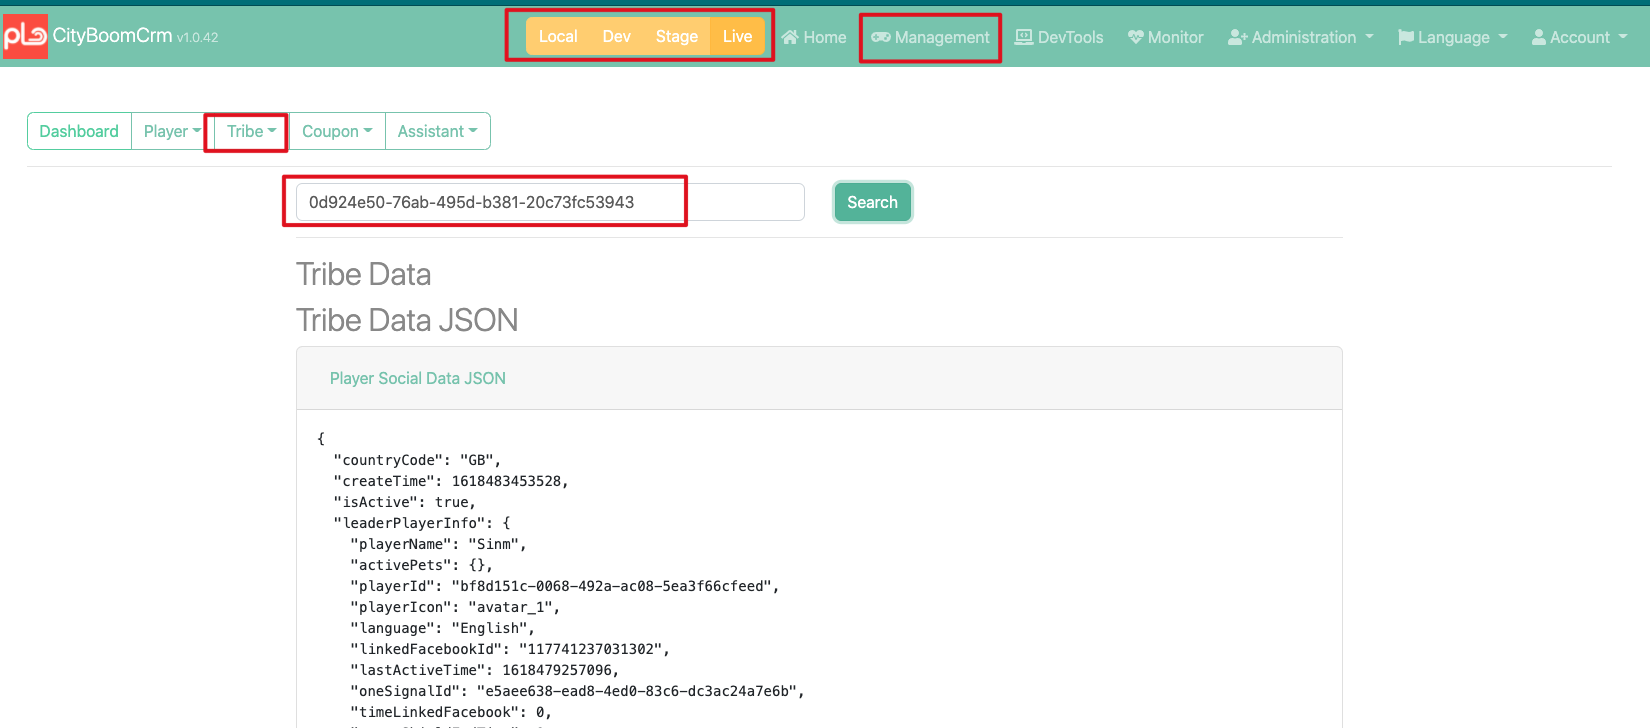 pla CityBoomCrm v1.0.42 Local Dev Stage Live Home Management DevTools Monitor Administration Language Account
Dashboard Player Tribe Coupon Assistant
0d924e50-76ab-495d-b381-20c73fc53943 Search
Tribe Data
Tribe Data JSON
Player Social Data JSON
{
"countryCode": "GB",
"createTime": 1618483453528,
"isActive": true,
"leaderPlayerInfo": {
"playerName": "Sinm",
"activePets": {},
"playerId": "bf8d151c-0068-492a-ac08-5ea3f66cfeed",
"playerIcon": "avatar_1",
"language": "English",
"linkedFacebookId": "117741237031302",
"lastActiveTime": 1618479257096,
"oneSignalId": "e5aee638-ead8-4ed0-83c6-dc3ac24a7e6b",
"timeLinkedFacebook": 0,